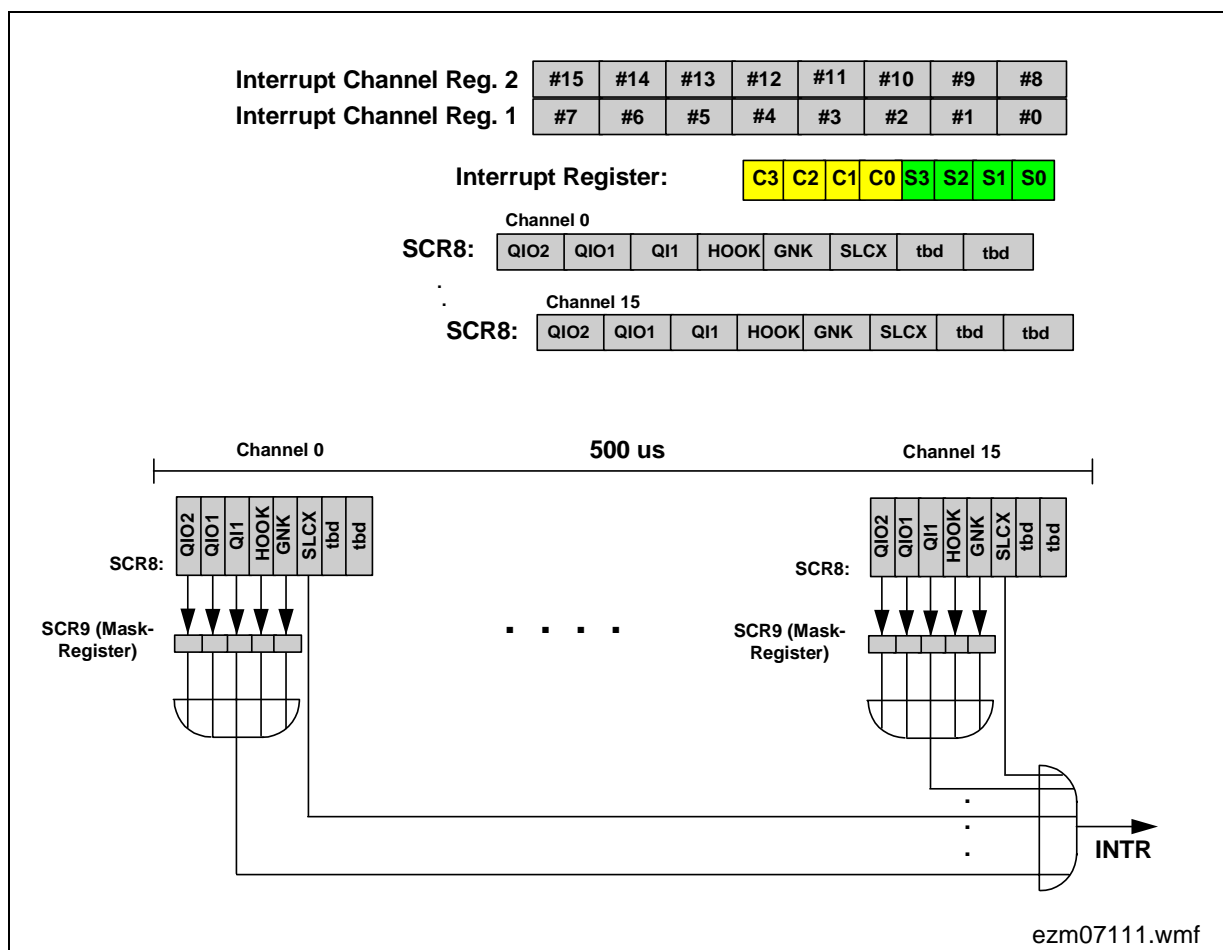 Interrupt Channel Reg. 2 #15 #14 #13 #12 #11 #10 #9 #8
Interrupt Channel Reg. 1 #7 #6 #5 #4 #3 #2 #1 #0
Interrupt Register: C3 C2 C1 C0 S3 S2 S1 S0
Channel 0
SCR8: QIO2 QIO1 QI1 HOOK GNK SLCX tbd tbd
.
.
Channel 15
SCR8: QIO2 QIO1 QI1 HOOK GNK SLCX tbd tbd
Channel 0 500 us Channel 15
SCR8: QIO2 QIO1 QI1 HOOK GNK SLCX tbd tbd
SCR8: QIO2 QIO1 QI1 HOOK GNK SLCX tbd tbd
SCR9 (Mask-
Register)
. . . .
SCR9 (Mask-
Register)
.
.
.
INTR
ezm07111.wmf